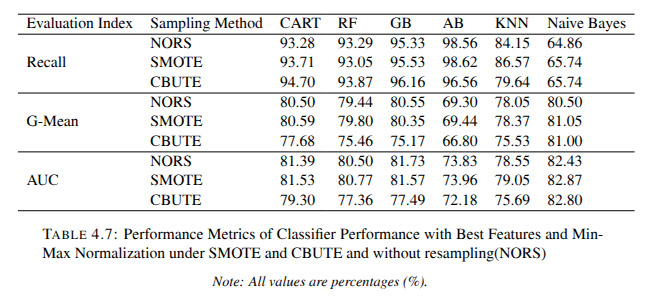 Evaluation Index Sampling Method CART RF GB AB KNN Naive Bayes
NORS 93.28 93.29 95.33 98.56 84.15 64.86
Recall SMOTE 93.71 93.05 95.53 98.62 86.57 65.74
CBUTE 94.70 93.87 96.16 96.56 79.64 65.74
NORS 80.50 79.44 80.55 69.30 78.05 80.50
G-Mean SMOTE 80.59 79.80 80.35 69.44 78.37 81.05
CBUTE 77.68 75.46 75.17 66.80 75.53 81.00
NORS 81.39 80.50 81.73 73.83 78.55 82.43
AUC SMOTE 81.53 80.77 81.57 73.96 79.05 82.87
CBUTE 79.30 77.36 77.49 72.18 75.69 82.80
TABLE 4.7: Performance Metrics of Classifier Performance with Best Features and Min-
Max Normalization under SMOTE and CBUTE and without resampling(NORS)
Note: All values are percentages (%).